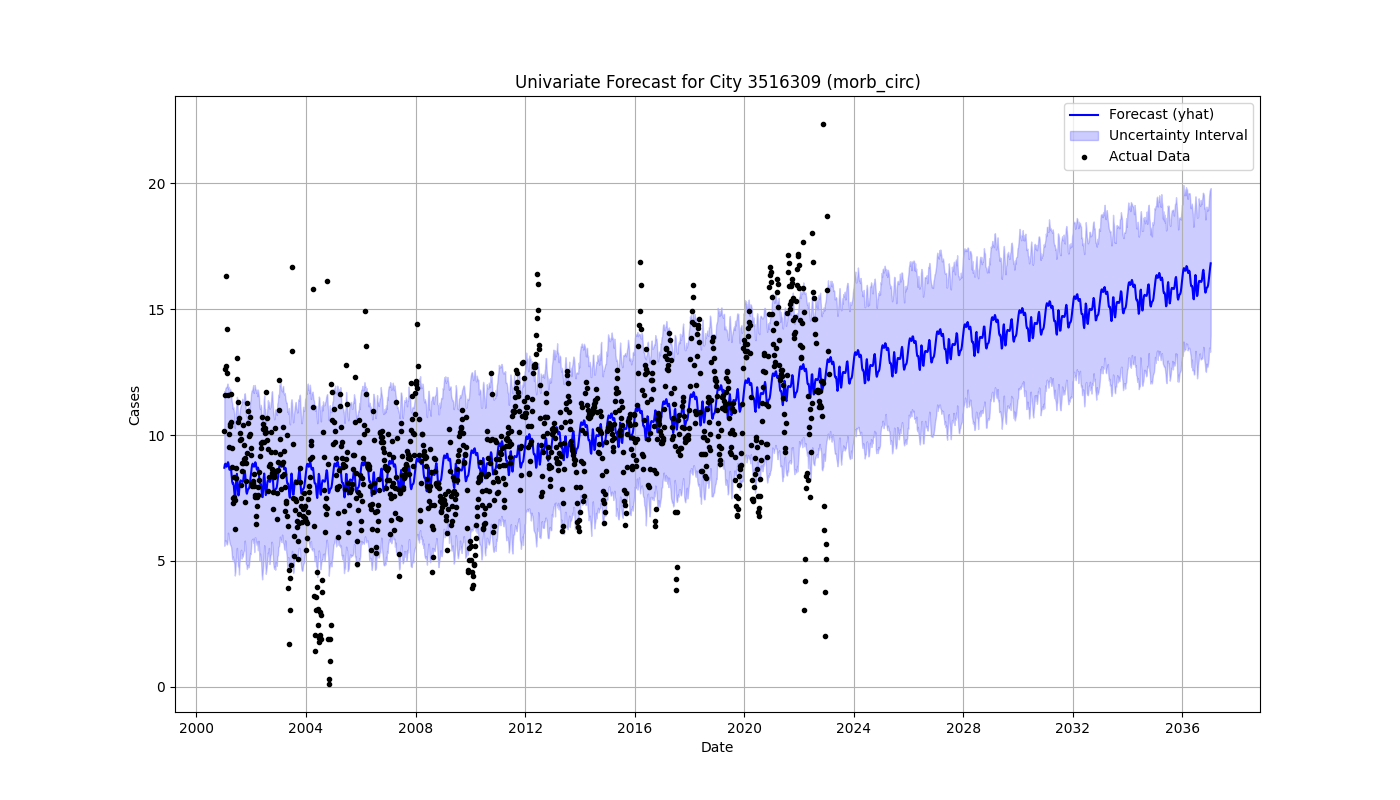 Univariate Forecast for City 3516309 (morb_circ)
Forecast (yhat)
Uncertainty Interval
Actual Data
Cases
20
15
10
5
0
2000 2004 2008 2012 2016 2020 2024 2028 2032 2036
Date